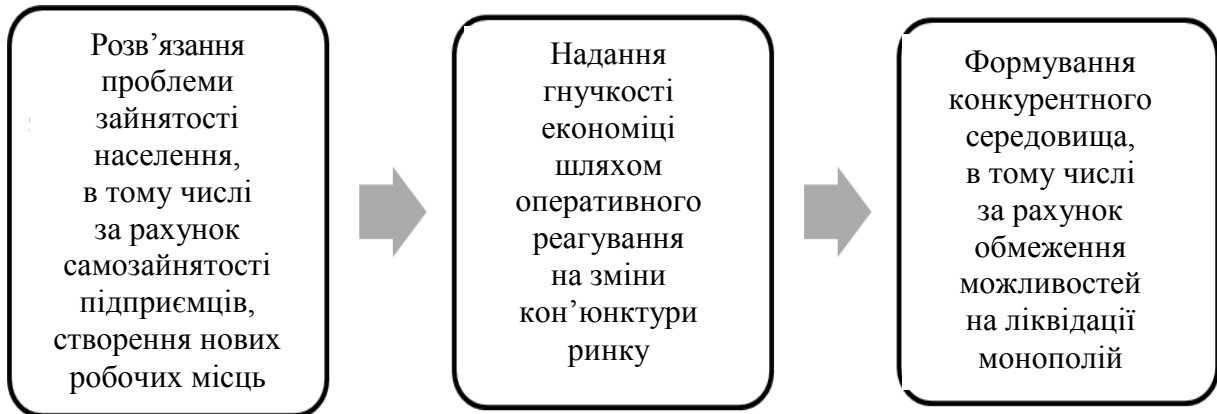 Розв’язання
проблеми
зайнятості
населення,
в тому числі
за рахунок
самозайнятості
підприємців,
створення нових
робочих місць
Надання
гнучкості
економіці
шляхом
оперативного
реагування
на зміни
кон’юнктури
ринку
Формування
конкурентного
середовища,
в тому числі
за рахунок
обмеження
можливостей
на ліквідації
монополій